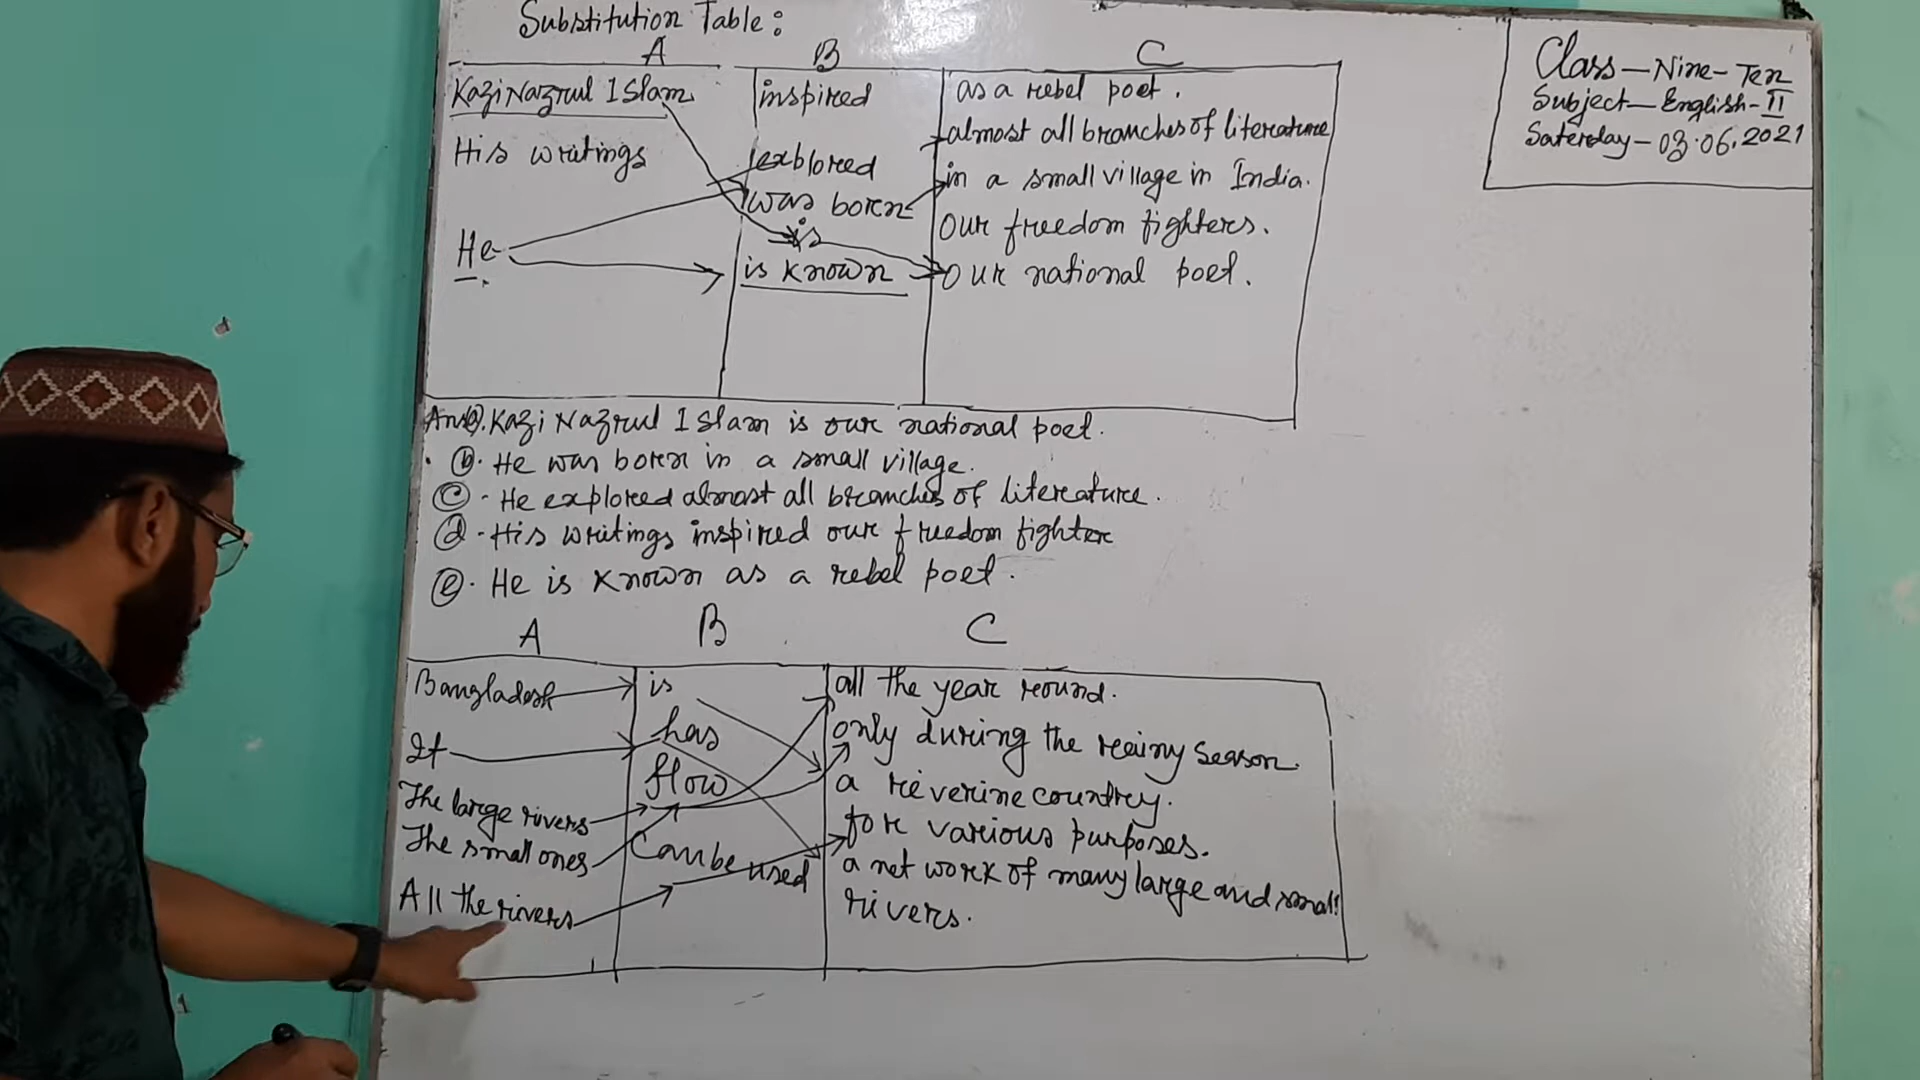 Substitution Table:
A B C
Kazi Nazrul Islam inspired as a rebel poet.
His writings explored almost all branches of literature
was born in a small village in India.
He is our freedom fighters.
is known our national poet.
Ans: a. Kazi Nazrul Islam is our national poet.
b. He was born in a small village.
c. He explored almost all branches of literature.
d. His writings inspired our freedom fighter
e. He is known as a rebel poet.
A B C
Bangladesh is all the year round.
It has only during the reainy season.
The large rivers flow a reverine country.
The small ones Can be used for various purposes.
All the rivers a net work of many large and small
rivers.
Class - Nine - Ten
Subject - English - II
Saterday - 03.06.2021